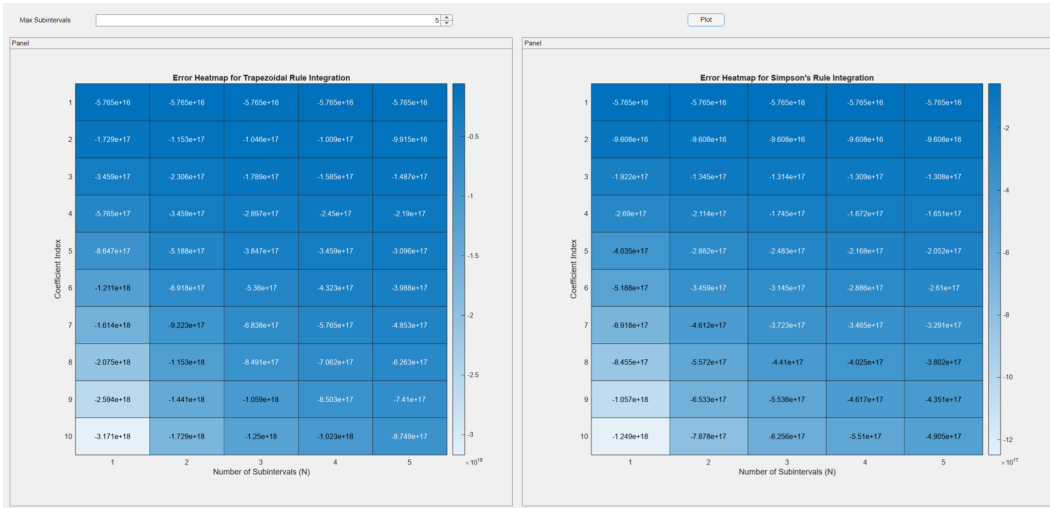 Max Subintervals 5 Plot
Panel
Error Heatmap for Trapezoidal Rule Integration
1 -5.765e+16 -5.765e+16 -5.765e+16 -5.765e+16 -5.765e+16
2 -1.729e+17 -1.153e+17 -1.046e+17 -1.009e+17 -9.915e+16
3 -3.459e+17 -2.306e+17 -1.789e+17 -1.585e+17 -1.487e+17
4 -5.765e+17 -3.459e+17 -2.897e+17 -2.45e+17 -2.19e+17
5 -8.647e+17 -5.188e+17 -3.847e+17 -3.459e+17 -3.096e+17
6 -1.211e+18 -6.918e+17 -5.36e+17 -4.323e+17 -3.988e+17
7 -1.614e+18 -9.223e+17 -6.838e+17 -5.765e+17 -4.853e+17
8 -2.075e+18 -1.153e+18 -8.491e+17 -7.062e+17 -6.263e+17
9 -2.594e+18 -1.441e+18 -1.059e+18 -8.503e+17 -7.41e+17
10 -3.171e+18 -1.729e+18 -1.25e+18 -1.023e+18 -8.749e+17
1 2 3 4 5
Coefficient Index
Number of Subintervals (N)
-0.5
-1
-1.5
-2
-2.5
-3
×10¹⁸
Panel
Error Heatmap for Simpson's Rule Integration
1 -5.765e+16 -5.765e+16 -5.765e+16 -5.765e+16 -5.765e+16
2 -9.608e+16 -9.608e+16 -9.608e+16 -9.608e+16 -9.608e+16
3 -1.922e+17 -1.345e+17 -1.314e+17 -1.309e+17 -1.308e+17
4 -2.69e+17 -2.114e+17 -1.745e+17 -1.672e+17 -1.651e+17
5 -4.035e+17 -2.882e+17 -2.483e+17 -2.168e+17 -2.052e+17
6 -5.188e+17 -3.459e+17 -3.145e+17 -2.886e+17 -2.61e+17
7 -6.918e+17 -4.612e+17 -3.723e+17 -3.465e+17 -3.291e+17
8 -8.455e+17 -5.572e+17 -4.41e+17 -4.025e+17 -3.802e+17
9 -1.057e+18 -6.533e+17 -5.536e+17 -4.617e+17 -4.351e+17
10 -1.249e+18 -7.878e+17 -6.256e+17 -5.51e+17 -4.905e+17
1 2 3 4 5
Coefficient Index
Number of Subintervals (N)
-2
-4
-6
-8
-10
-12
×10¹⁷